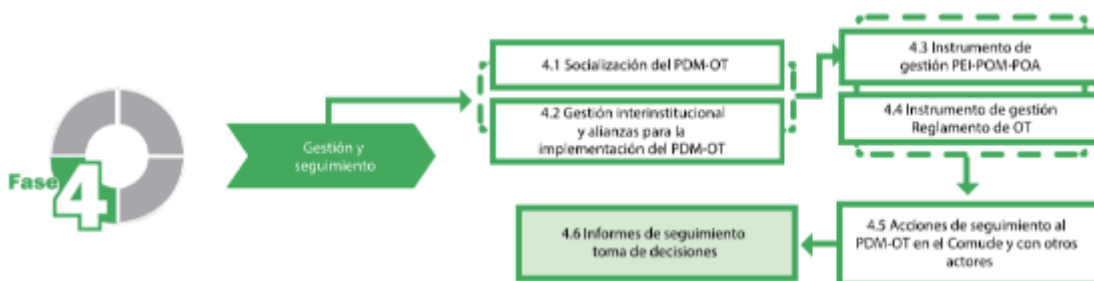 Fase 4
Gestión y
seguimiento
4.1 Socialización del PDM-OT
4.2 Gestión interinstitucional
y alianzas para la
implementación del PDM-OT
4.3 Instrumento de
gestión PEI-POM-POA
4.4 Instrumento de gestión
Reglamento de OT
4.5 Acciones de seguimiento al
PDM-OT en el Comude y con otros
actores
4.6 Informes de seguimiento
toma de decisiones